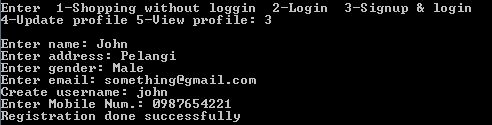 Enter  1-Shopping without loggin  2-Login  3-Signup & login
4-Update profile 5-View profile: 3
Enter name: John
Enter address: Pelangi
Enter gender: Male
Enter email: something@gmail.com
Create username: john
Enter Mobile Num.: 0987654221
Registration done successfully